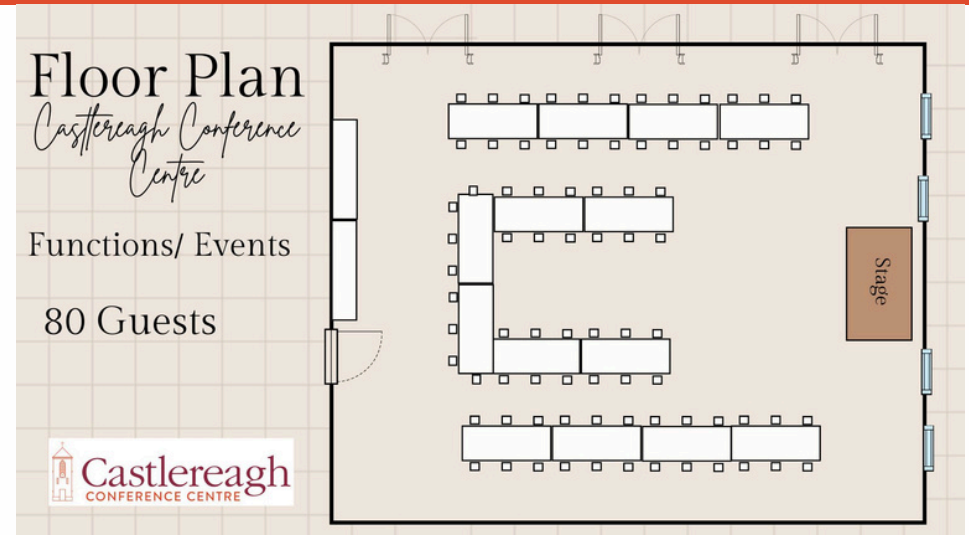 Floor Plan
Castlereagh Conference
Centre
Functions/ Events
80 Guests
Stage
Castlereagh
CONFERENCE CENTRE